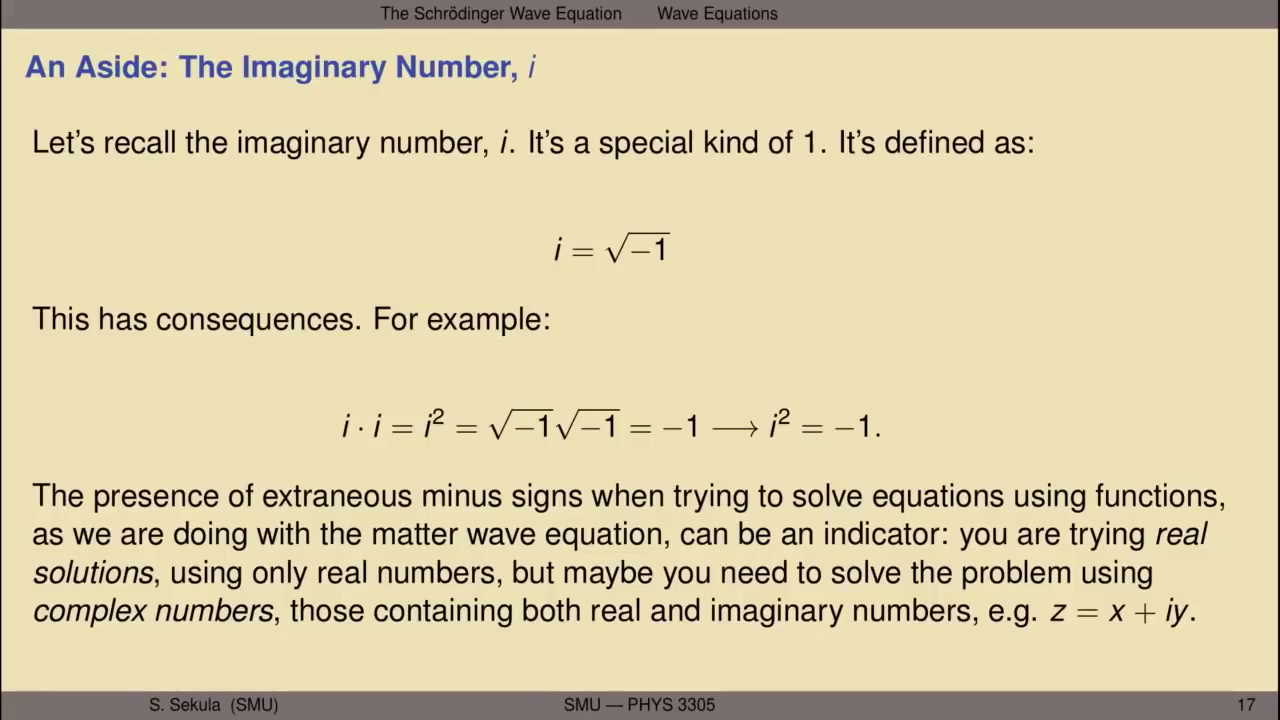 The Schrödinger Wave Equation Wave Equations
An Aside: The Imaginary Number, i
Let's recall the imaginary number, i. It's a special kind of 1. It's defined as:
i = √−1
This has consequences. For example:
i · i = i² = √−1√−1 = −1 ⟶ i² = −1.
The presence of extraneous minus signs when trying to solve equations using functions,
as we are doing with the matter wave equation, can be an indicator: you are trying real
solutions, using only real numbers, but maybe you need to solve the problem using
complex numbers, those containing both real and imaginary numbers, e.g. z = x + iy.
S. Sekula (SMU) SMU — PHYS 3305 17